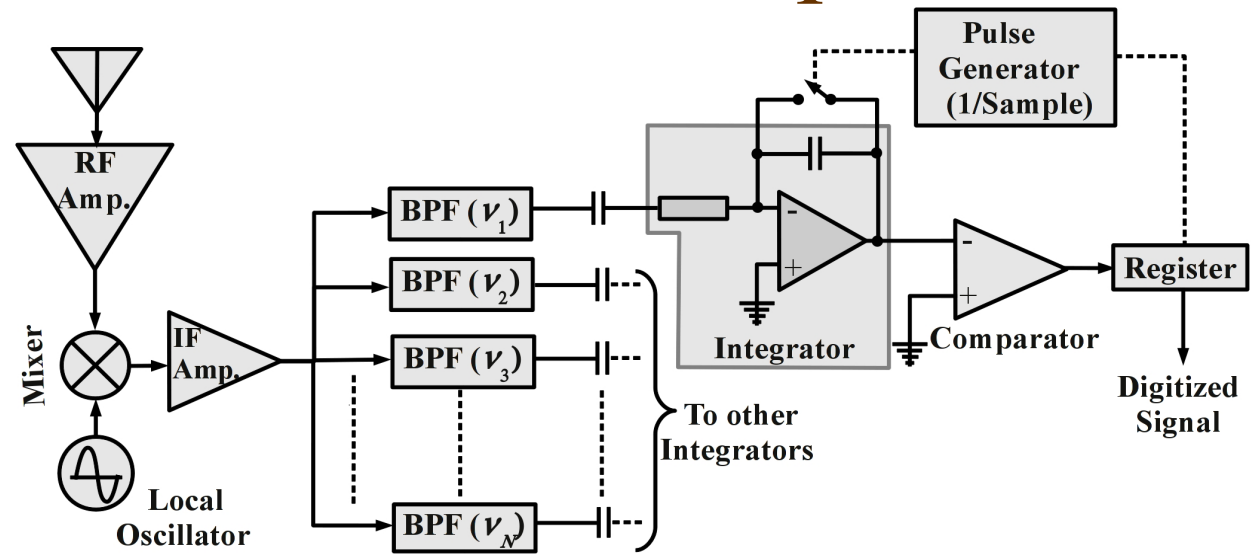 Pulse
Generator
(1/Sample)
RF
Amp.
BPF (ν1)
-
+
-
+
Register
BPF (ν2)
Integrator
Comparator
Mixer
IF
Amp.
BPF (ν3)
Digitized
Signal
To other
Integrators
Local
Oscillator
BPF (νN)